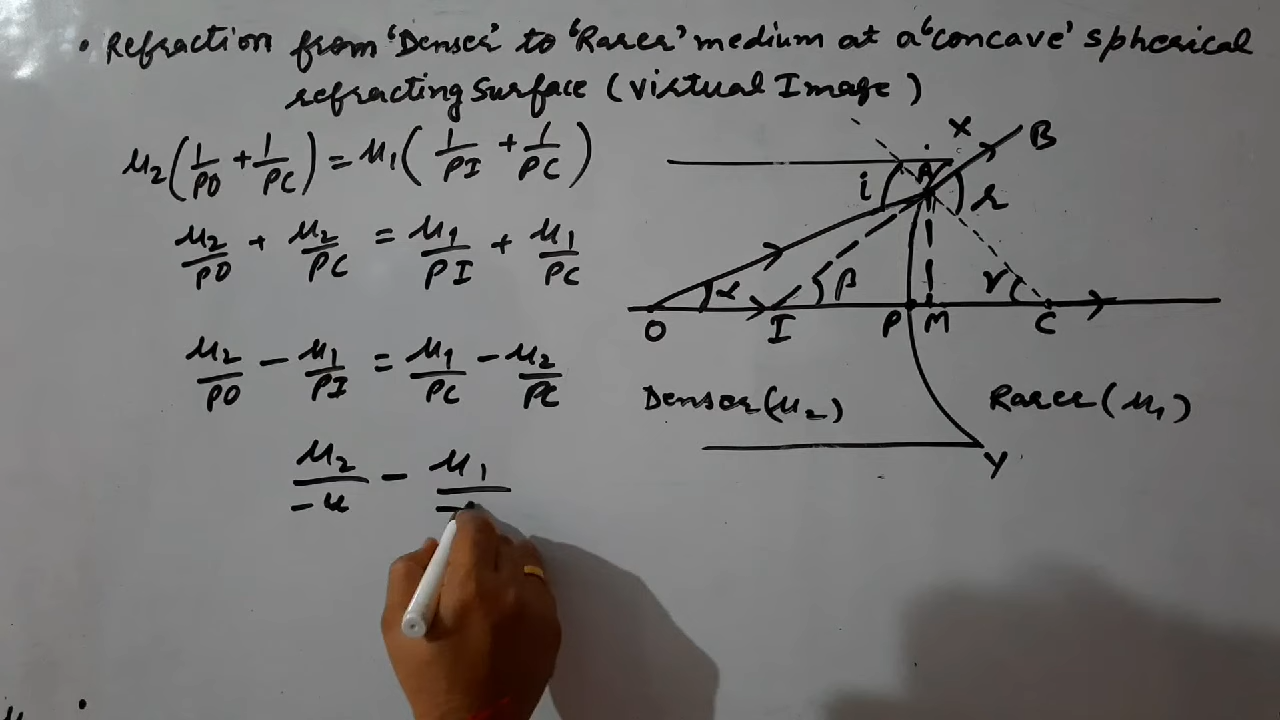 • Refraction from 'Denser' to 'Rarer' medium at a 'concave' spherical
refracting surface (virtual Image)
μ₂(1/PO + 1/PC) = μ₁(1/PI + 1/PC)
μ₂/PO + μ₂/PC = μ₁/PI + μ₁/PC
μ₂/PO − μ₁/PI = μ₁/PC − μ₂/PC
μ₂/−u − μ₁/−
X
B
A
i
r
α
β
γ
O
I
P
M
C
Densor (μ₂)
Rarer (μ₁)
Y